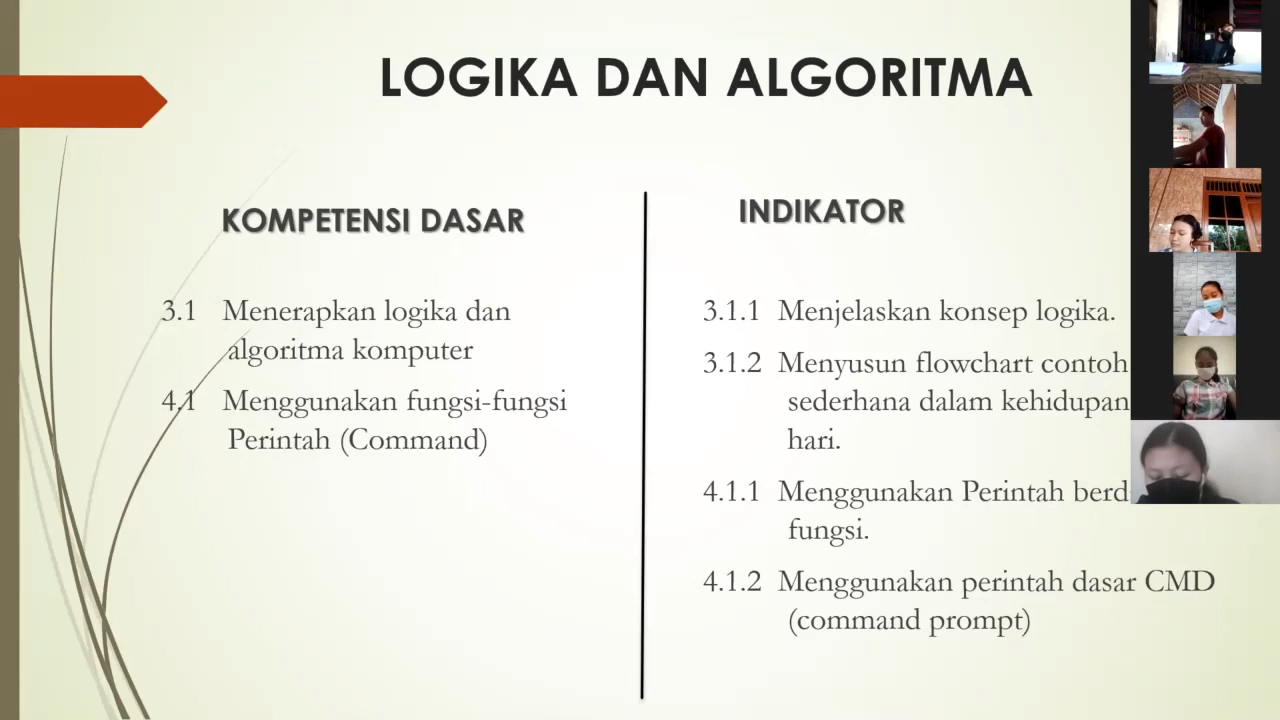 LOGIKA DAN ALGORITMA
KOMPETENSI DASAR
3.1 Menerapkan logika dan
algoritma komputer
4.1 Menggunakan fungsi-fungsi
Perintah (Command)
INDIKATOR
3.1.1 Menjelaskan konsep logika.
3.1.2 Menyusun flowchart contoh
sederhana dalam kehidupan
hari.
4.1.1 Menggunakan Perintah
fungsi.
4.1.2 Menggunakan perintah dasar CMD
(command prompt)